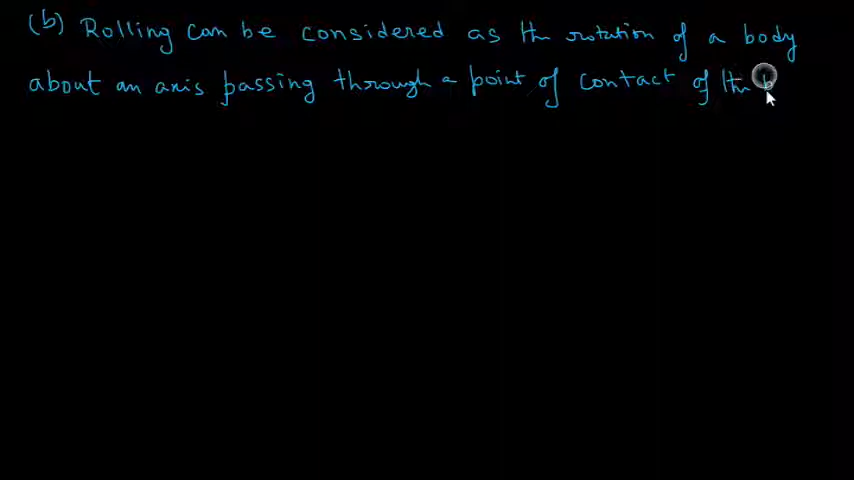 (b) Rolling can be considered as the rotation of a body
about an axis passing through a point of contact of the b